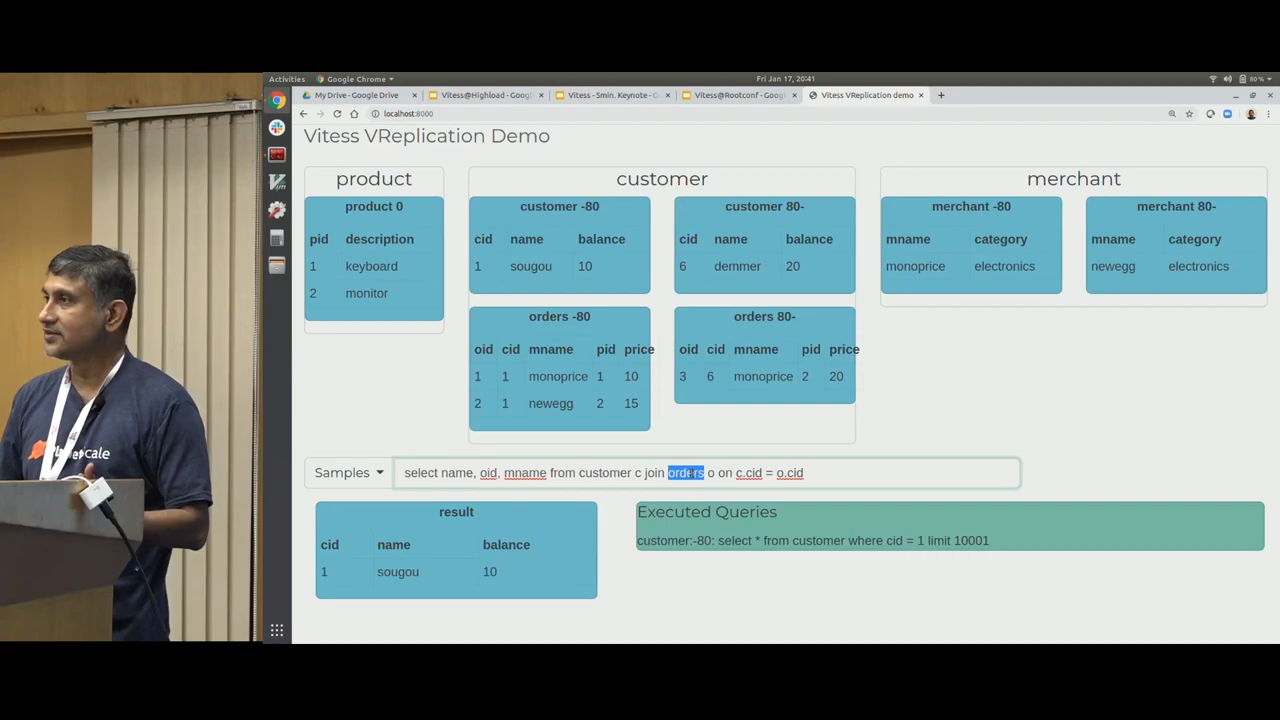 Activities
Google Chrome
Fri Jan 17, 20:41
80%
My Drive - Google Drive
Vitess@Highload - Googl
Vitess - 5min. Keynote - G
Vitess@Rootconf - Googl
Vitess VReplication demo
localhost:8000
Vitess VReplication Demo
product
product 0
pid description
1 keyboard
2 monitor
customer
customer -80
cid name balance
1 sougou 10
customer 80-
cid name balance
6 demmer 20
orders -80
oid cid mname pid price
1 1 monoprice 1 10
2 1 newegg 2 15
orders 80-
oid cid mname pid price
3 6 monoprice 2 20
merchant
merchant -80
mname category
monoprice electronics
merchant 80-
mname category
newegg electronics
Samples
select name, oid, mname from customer c join orders o on c.cid = o.cid
result
cid name balance
1 sougou 10
Executed Queries
customer:-80: select * from customer where cid = 1 limit 10001